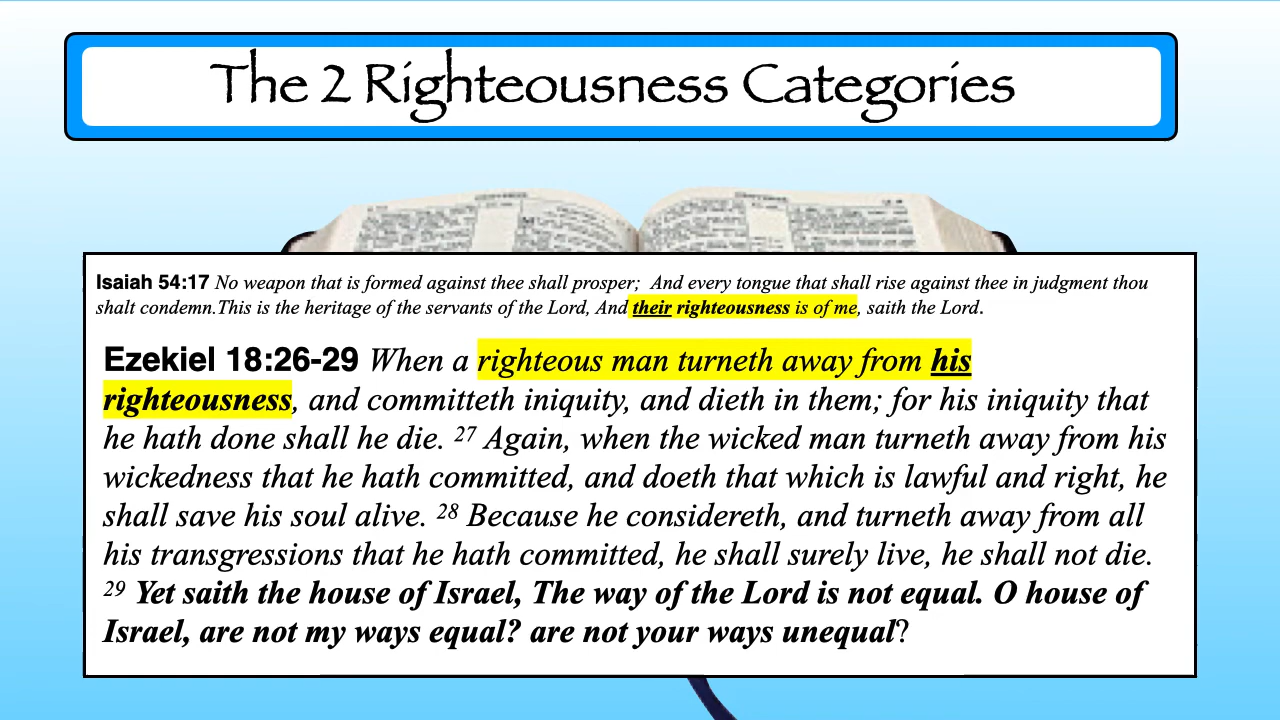 The 2 Righteousness Categories
Isaiah 54:17 No weapon that is formed against thee shall prosper;  And every tongue that shall rise against thee in judgment thou
shalt condemn.This is the heritage of the servants of the Lord, And their righteousness is of me, saith the Lord.
Ezekiel 18:26-29 When a righteous man turneth away from his
righteousness, and committeth iniquity, and dieth in them; for his iniquity that
he hath done shall he die. 27 Again, when the wicked man turneth away from his
wickedness that he hath committed, and doeth that which is lawful and right, he
shall save his soul alive. 28 Because he considereth, and turneth away from all
his transgressions that he hath committed, he shall surely live, he shall not die.
29 Yet saith the house of Israel, The way of the Lord is not equal. O house of
Israel, are not my ways equal? are not your ways unequal?